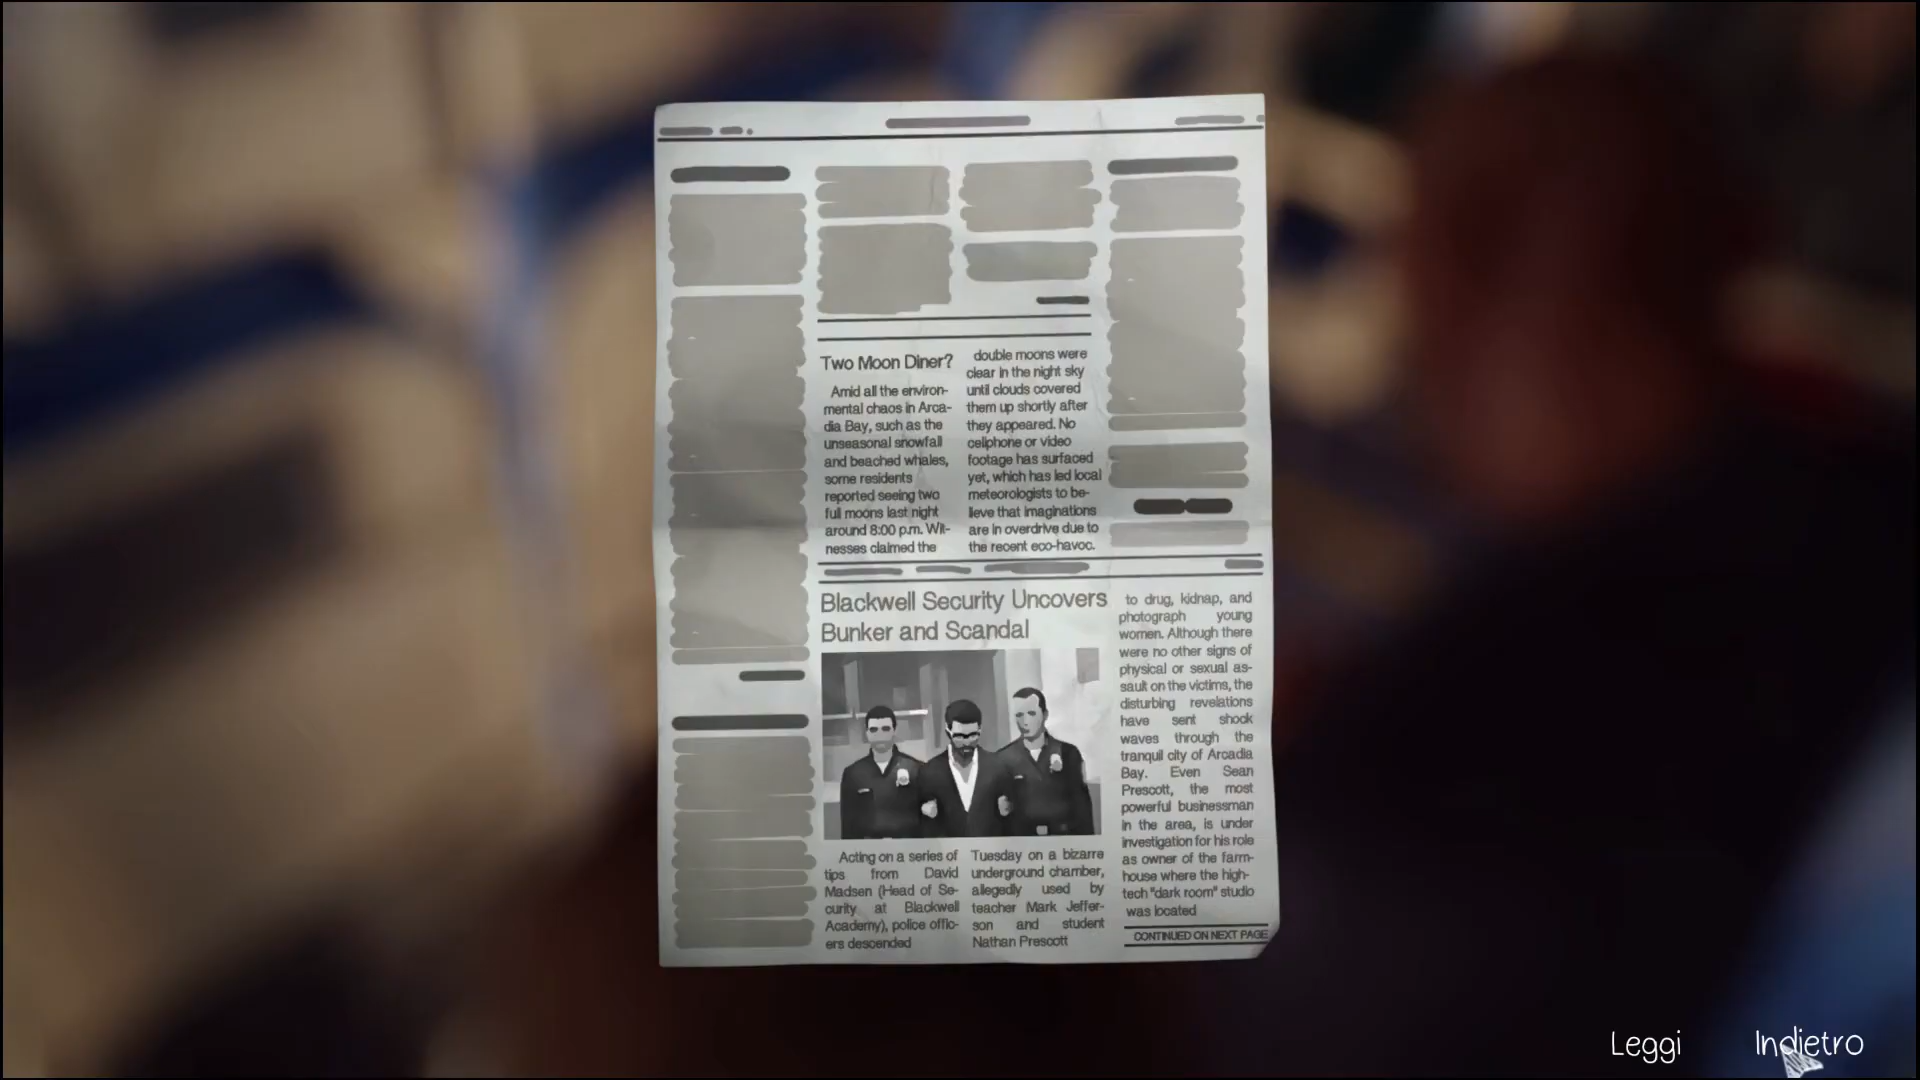 Two Moon Diner?
Amid all the environ-
mental chaos in Arca-
dia Bay, such as the
unseasonal snowfall
and beached whales,
some residents
reported seeing two
full moons last night
around 8:00 p.m. Wit-
nesses claimed the
double moons were
clear in the night sky
until clouds covered
them up shortly after
they appeared. No
cellphone or video
footage has surfaced
yet, which has led local
meteorologists to be-
lieve that imaginations
are in overdrive due to
the recent eco-havoc.
Blackwell Security Uncovers
Bunker and Scandal
Acting on a series of
tips from David
Madsen (Head of Se-
curity at Blackwell
Academy), police offic-
ers descended
Tuesday on a bizarre
underground chamber,
allegedly used by
teacher Mark Jeffer-
son and student
Nathan Prescott
to drug, kidnap, and
photograph young
women. Although there
were no other signs of
physical or sexual as-
sault on the victims, the
disturbing revelations
have sent shock
waves through the
tranquil city of Arcadia
Bay. Even Sean
Prescott, the most
powerful businessman
in the area, is under
investigation for his role
as owner of the farm-
house where the high-
tech "dark room" studio
was located
CONTINUED ON NEXT PAGE
Leggi
Indietro